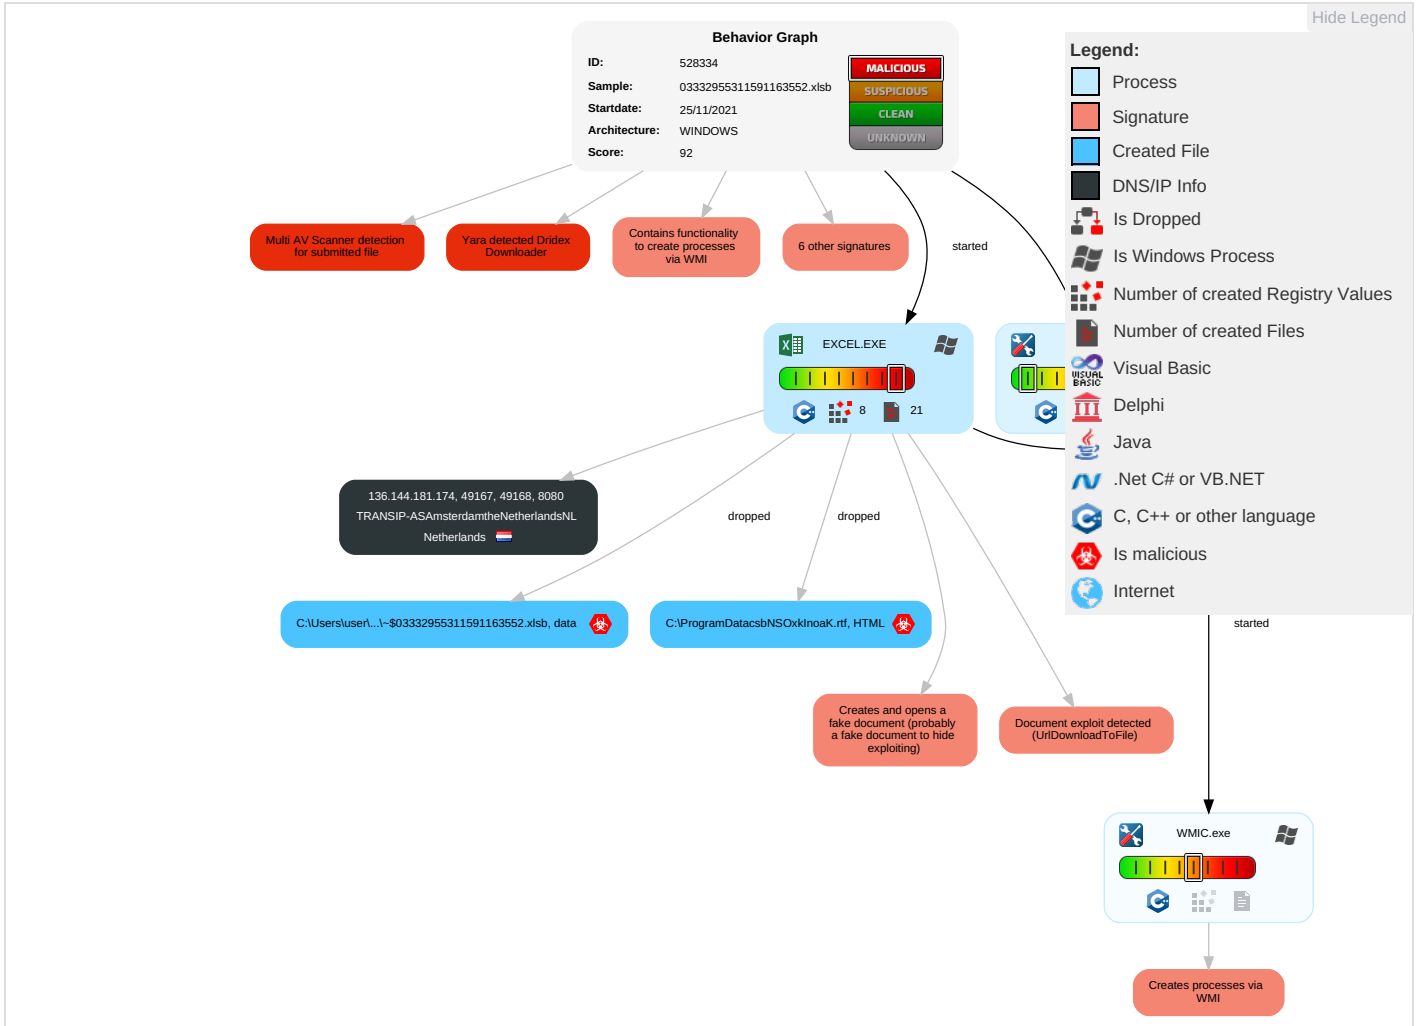 Hide Legend
Behavior Graph
ID: 528334
Sample: 03332955311591163552.xlsb
Startdate: 25/11/2021
Architecture: WINDOWS
Score: 92
MALICIOUS
SUSPICIOUS
CLEAN
UNKNOWN
Legend:
Process
Signature
Created File
DNS/IP Info
Is Dropped
Is Windows Process
Number of created Registry Values
Number of created Files
VISUAL
BASIC
Visual Basic
Delphi
Java
.Net C# or VB.NET
C, C++ or other language
Is malicious
Internet
Multi AV Scanner detection
for submitted file
Yara detected Dridex
Downloader
Contains functionality
to create processes
via WMI
6 other signatures
started
EXCEL.EXE
8
21
136.144.181.174, 49167, 49168, 8080
TRANSIP-ASAmsterdamtheNetherlandsNL
Netherlands
dropped
dropped
C:\Users\user\...\~$03332955311591163552.xlsb, data
C:\ProgramDatacsbNSOxkInoaK.rtf, HTML
started
Creates and opens a
fake document (probably
a fake document to hide
exploiting)
Document exploit detected
(UrlDownloadToFile)
WMIC.exe
Creates processes via
WMI